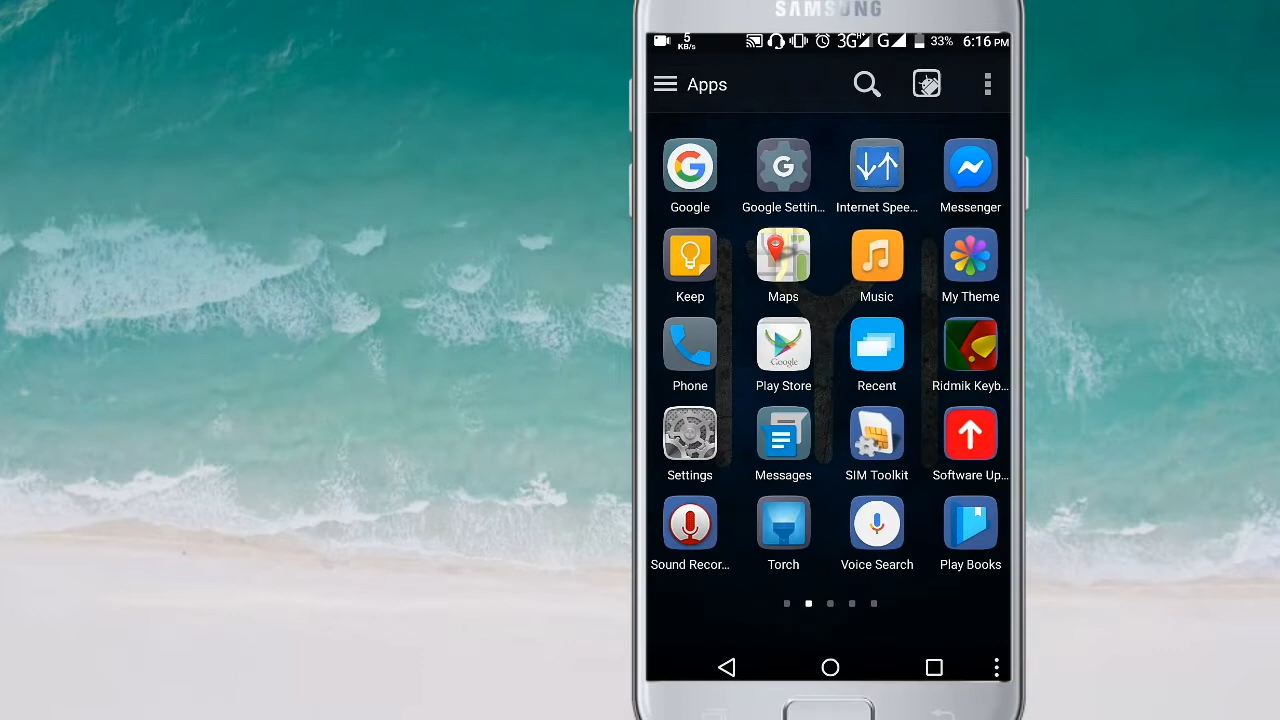 SAMSUNG
5 KB/s 3G H+ G 33% 6:16 PM
Apps
Google Google Settin... Internet Spee... Messenger
Keep Maps Music My Theme
Google
Phone Play Store Recent Ridmik Keyb...
Settings Messages SIM Toolkit Software Up...
Sound Recor... Torch Voice Search Play Books